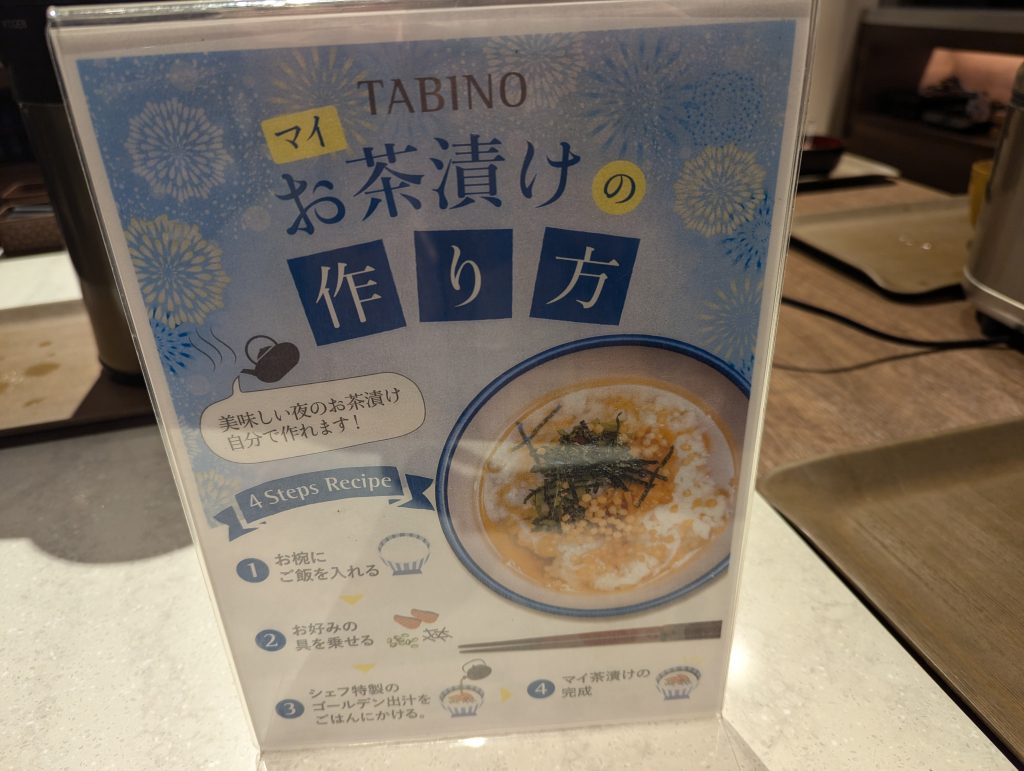 TABINO
マイ
お茶漬けの
作り方
美味しい夜のお茶漬け
自分で作れます!
4 Steps Recipe
1 お椀に
ご飯を入れる
2 お好みの
具を乗せる
3 シェフ特製の
ゴールデン出汁を
ごはんにかける。
4 マイ茶漬けの
完成